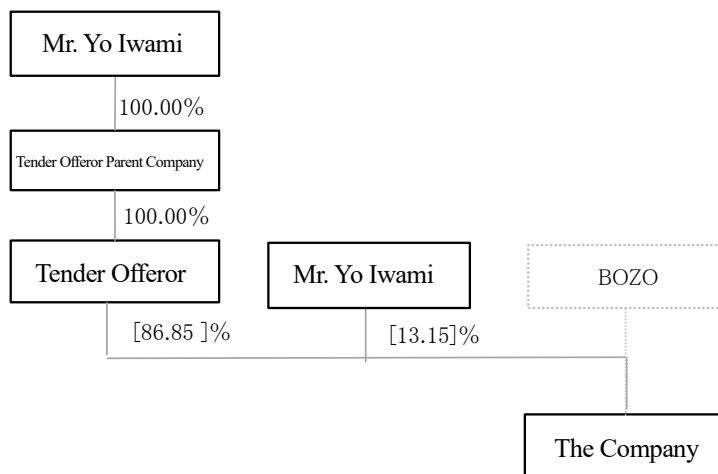 Mr. Yo Iwami
100.00%
Tender Offeror Parent Company
100.00%
Tender Offeror
Mr. Yo Iwami
BOZO
[86.85 ]%
[13.15]%
The Company